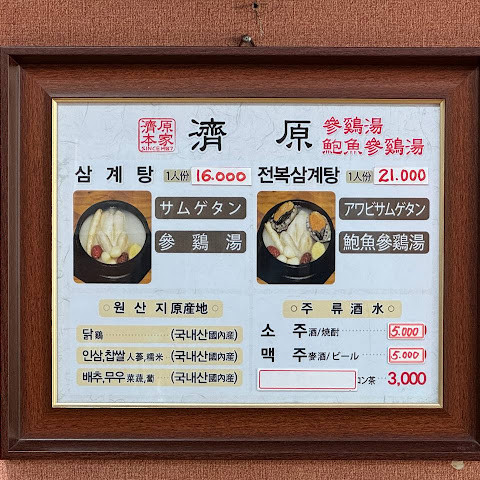 濟原
本家
SINCE1987
濟 原
參鷄湯
鮑魚參鷄湯
삼계탕 1人份 16.000
サムゲタン
參鷄湯
전복삼계탕 1人份 21.000
アワビサムゲタン
鮑魚參鷄湯
원산지原産地
닭鷄 (국내산國內産)
인삼,찹쌀人蔘,糯米 (국내산國內産)
배추,무우菜蔬,蔔 (국내산國內産)
주류酒水
소주酒/燒酎 5.000
맥주麥酒/ビール 5.000
コン茶 3,000